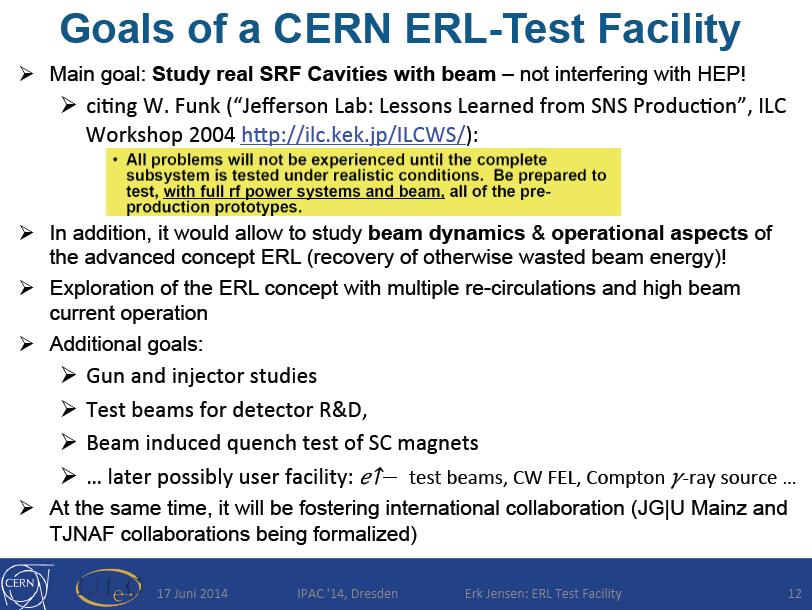 Goals of a CERN ERL-Test Facility
➢ Main goal: Study real SRF Cavities with beam – not interfering with HEP!
➢ citing W. Funk (“Jefferson Lab: Lessons Learned from SNS Production”, ILC
Workshop 2004 http://ilc.kek.jp/ILCWS/):
• All problems will not be experienced until the complete
subsystem is tested under realistic conditions. Be prepared to
test, with full rf power systems and beam, all of the pre-
production prototypes.
➢ In addition, it would allow to study beam dynamics & operational aspects of
the advanced concept ERL (recovery of otherwise wasted beam energy)!
➢ Exploration of the ERL concept with multiple re-circulations and high beam
current operation
➢ Additional goals:
➢ Gun and injector studies
➢ Test beams for detector R&D,
➢ Beam induced quench test of SC magnets
➢ … later possibly user facility: e↑− test beams, CW FEL, Compton γ-ray source …
➢ At the same time, it will be fostering international collaboration (JG|U Mainz and
TJNAF collaborations being formalized)
CERN
17 Juni 2014 IPAC '14, Dresden Erk Jensen: ERL Test Facility 12